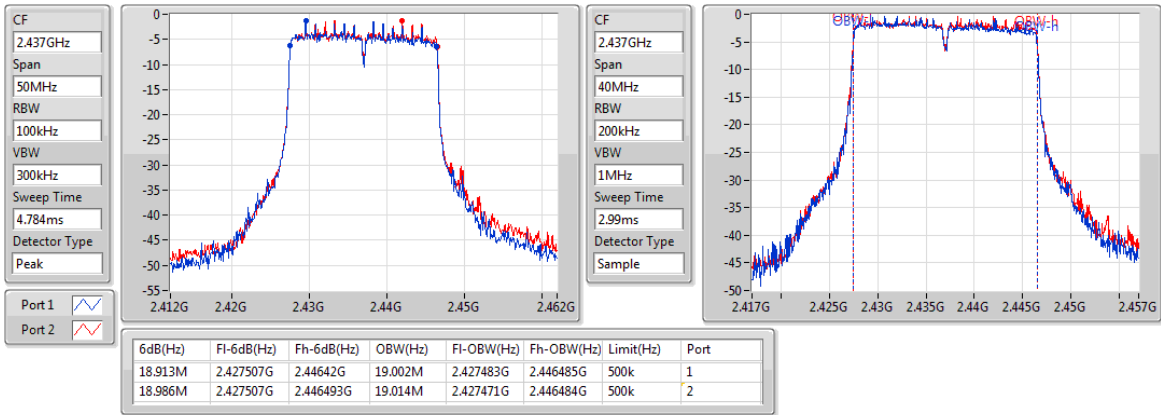 CF
2.437GHz
Span
50MHz
RBW
100kHz
VBW
300kHz
Sweep Time
4.784ms
Detector Type
Peak
0-
-5-
-10-
-15-
-20-
-25-
-30-
-35-
-40-
-45-
-50-
-55-
2.412G 2.42G 2.43G 2.44G 2.45G 2.462G
CF
2.437GHz
Span
40MHz
RBW
200kHz
VBW
1MHz
Sweep Time
2.99ms
Detector Type
Sample
0-
-5-
-10-
-15-
-20-
-25-
-30-
-35-
-40-
-45-
-50-
OBW-h
2.417G 2.425G 2.43G 2.435G 2.44G 2.445G 2.45G 2.457G
Port 1
Port 2
6dB(Hz) Fl-6dB(Hz) Fh-6dB(Hz) OBW(Hz) Fl-OBW(Hz) Fh-OBW(Hz) Limit(Hz) Port
18.913M 2.427507G 2.44642G 19.002M 2.427483G 2.446485G 500k 1
18.986M 2.427507G 2.446493G 19.014M 2.427471G 2.446484G 500k 2